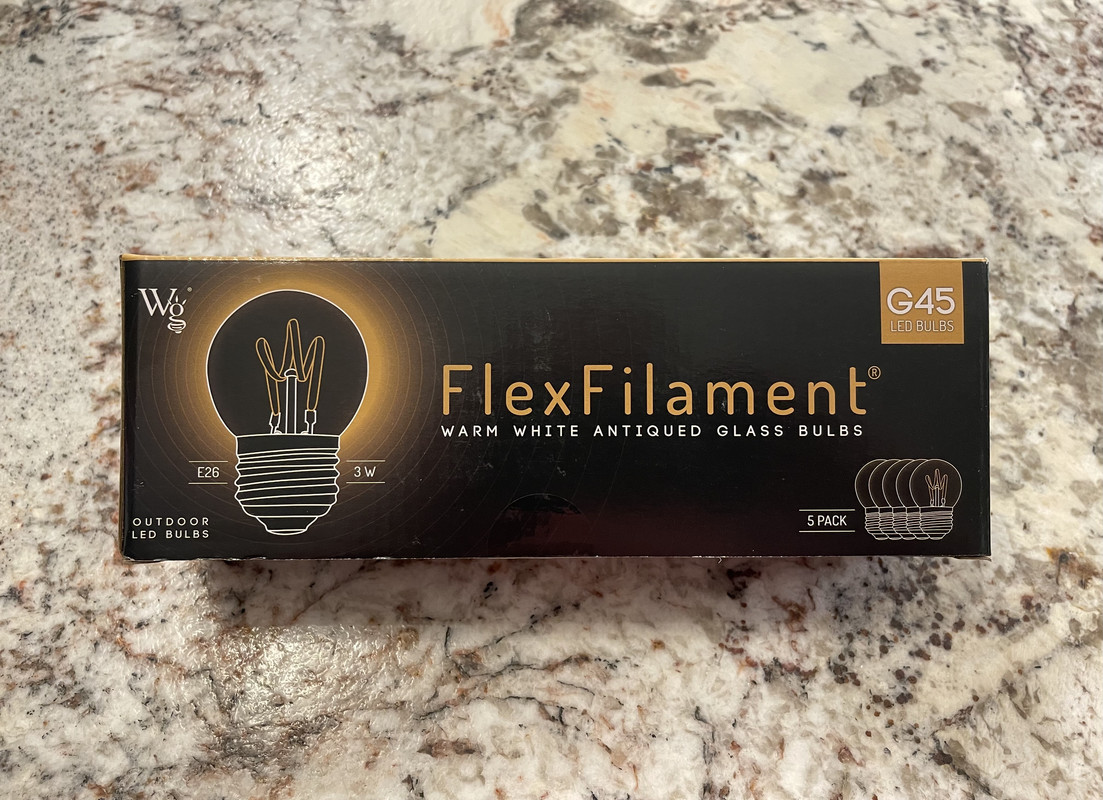 Wg®
G45
LED BULBS
FlexFilament®
WARM WHITE ANTIQUED GLASS BULBS
E26
3 W
OUTDOOR
LED BULBS
5 PACK